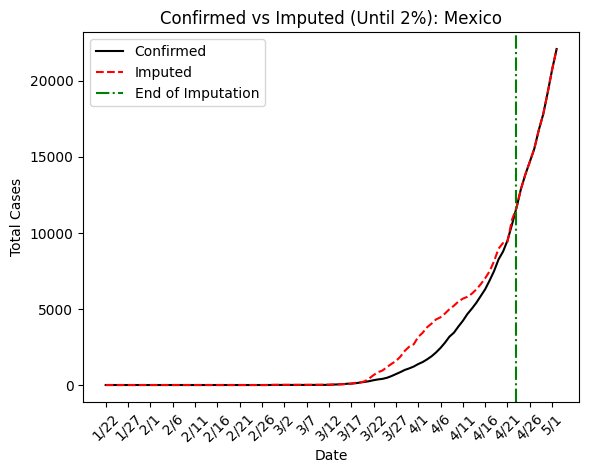 Confirmed vs Imputed (Until 2%): Mexico
Confirmed
Imputed
End of Imputation
Total Cases
20000
15000
10000
5000
0
1/22 1/27 2/1 2/6 2/11 2/16 2/21 2/26 3/2 3/7 3/12 3/17 3/22 3/27 4/1 4/6 4/11 4/16 4/21 4/26 5/1
Date